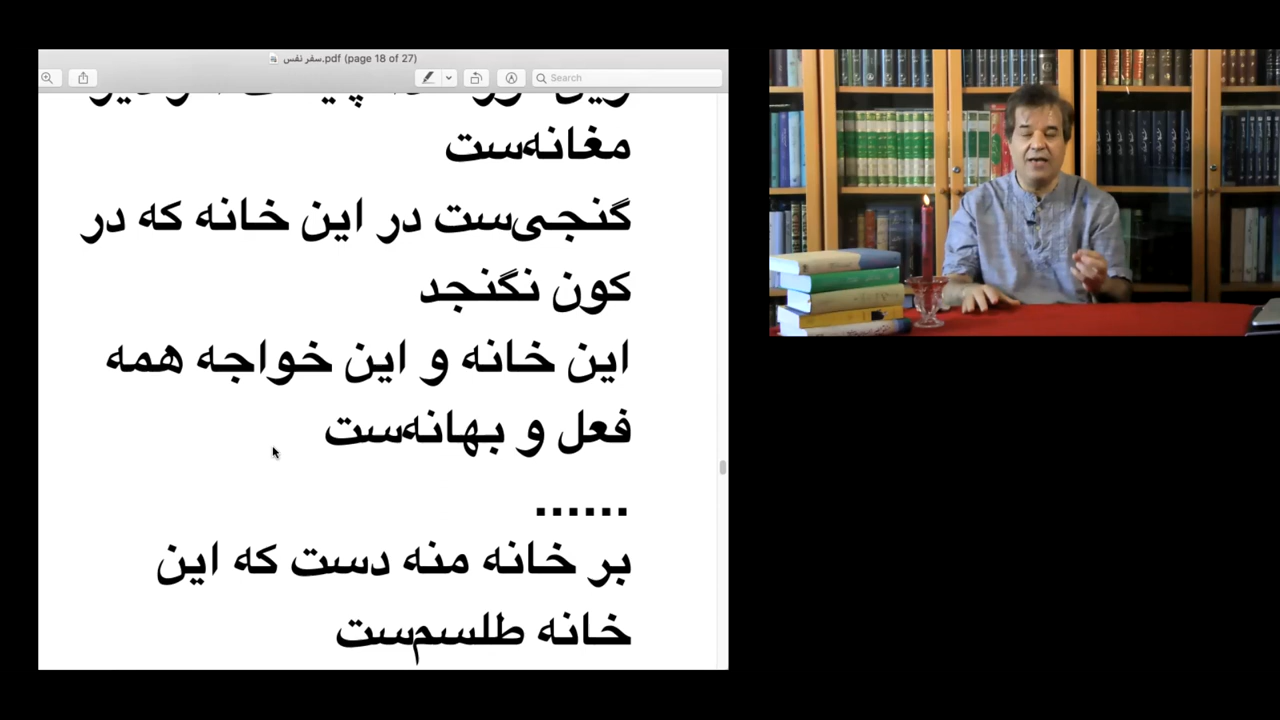 سفر نفس.pdf (page 18 of 27)
Search
مغانه‌ست
گنجی‌ست در این خانه که در
کون نگنجد
این خانه و این خواجه همه
فعل و بهانه‌ست
......
بر خانه منه دست که این
خانه طلسم‌ست